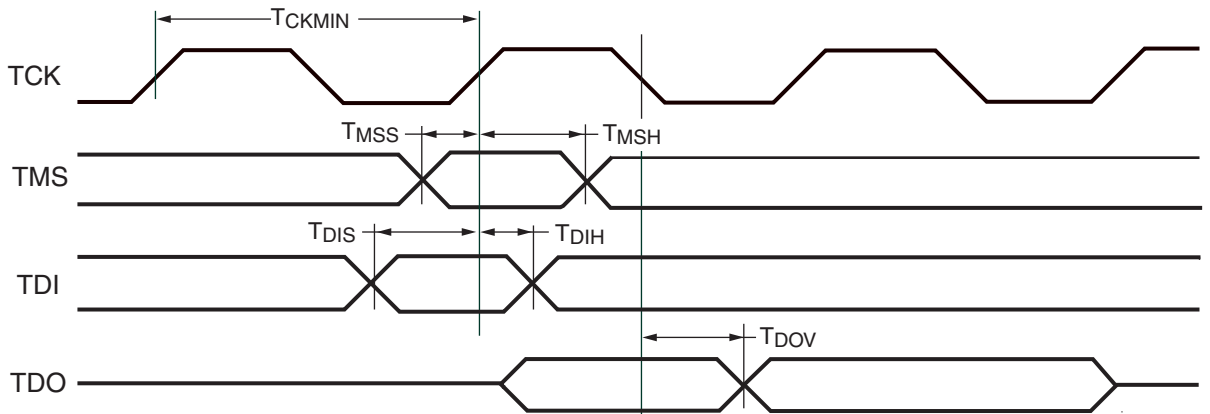 TCKMIN
TCK
TMSS TMSH
TMS
TDIS TDIH
TDI
TDOV
TDO